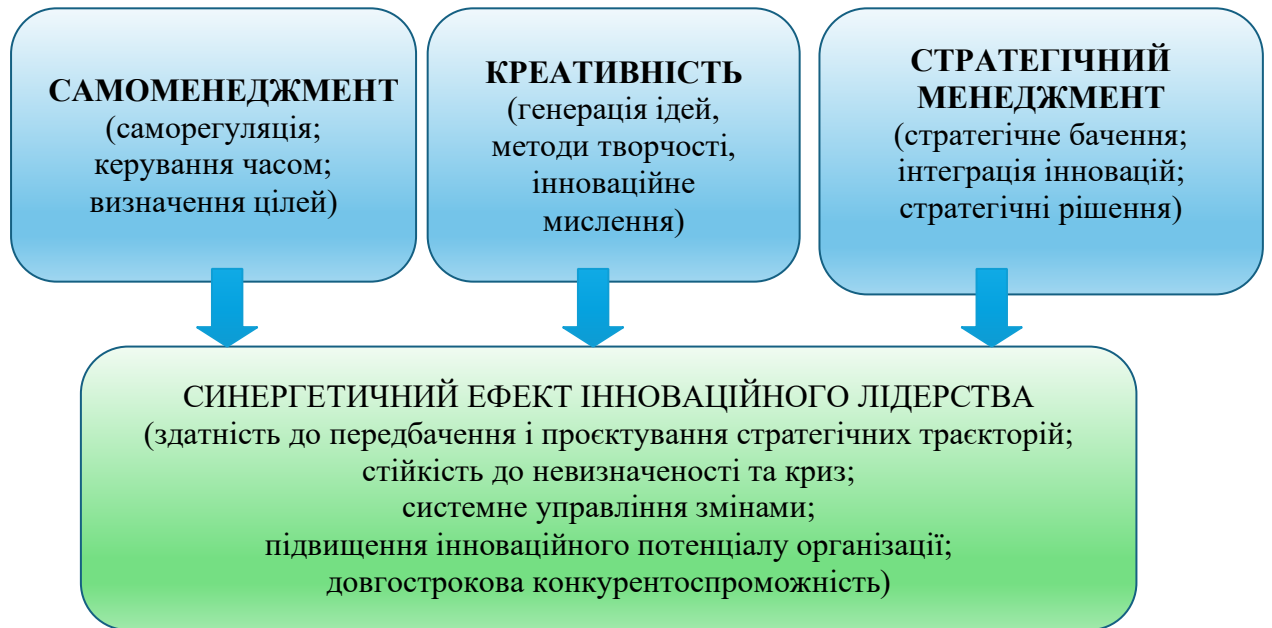 САМОМЕНЕДЖМЕНТ
(саморегуляція;
керування часом;
визначення цілей)
КРЕАТИВНІСТЬ
(генерація ідей,
методи творчості,
інноваційне
мислення)
СТРАТЕГІЧНИЙ
МЕНЕДЖМЕНТ
(стратегічне бачення;
інтеграція інновацій;
стратегічні рішення)
СИНЕРГЕТИЧНИЙ ЕФЕКТ ІННОВАЦІЙНОГО ЛІДЕРСТВА
(здатність до передбачення і проєктування стратегічних траєкторій;
стійкість до невизначеності та криз;
системне управління змінами;
підвищення інноваційного потенціалу організації;
довгострокова конкурентоспроможність)